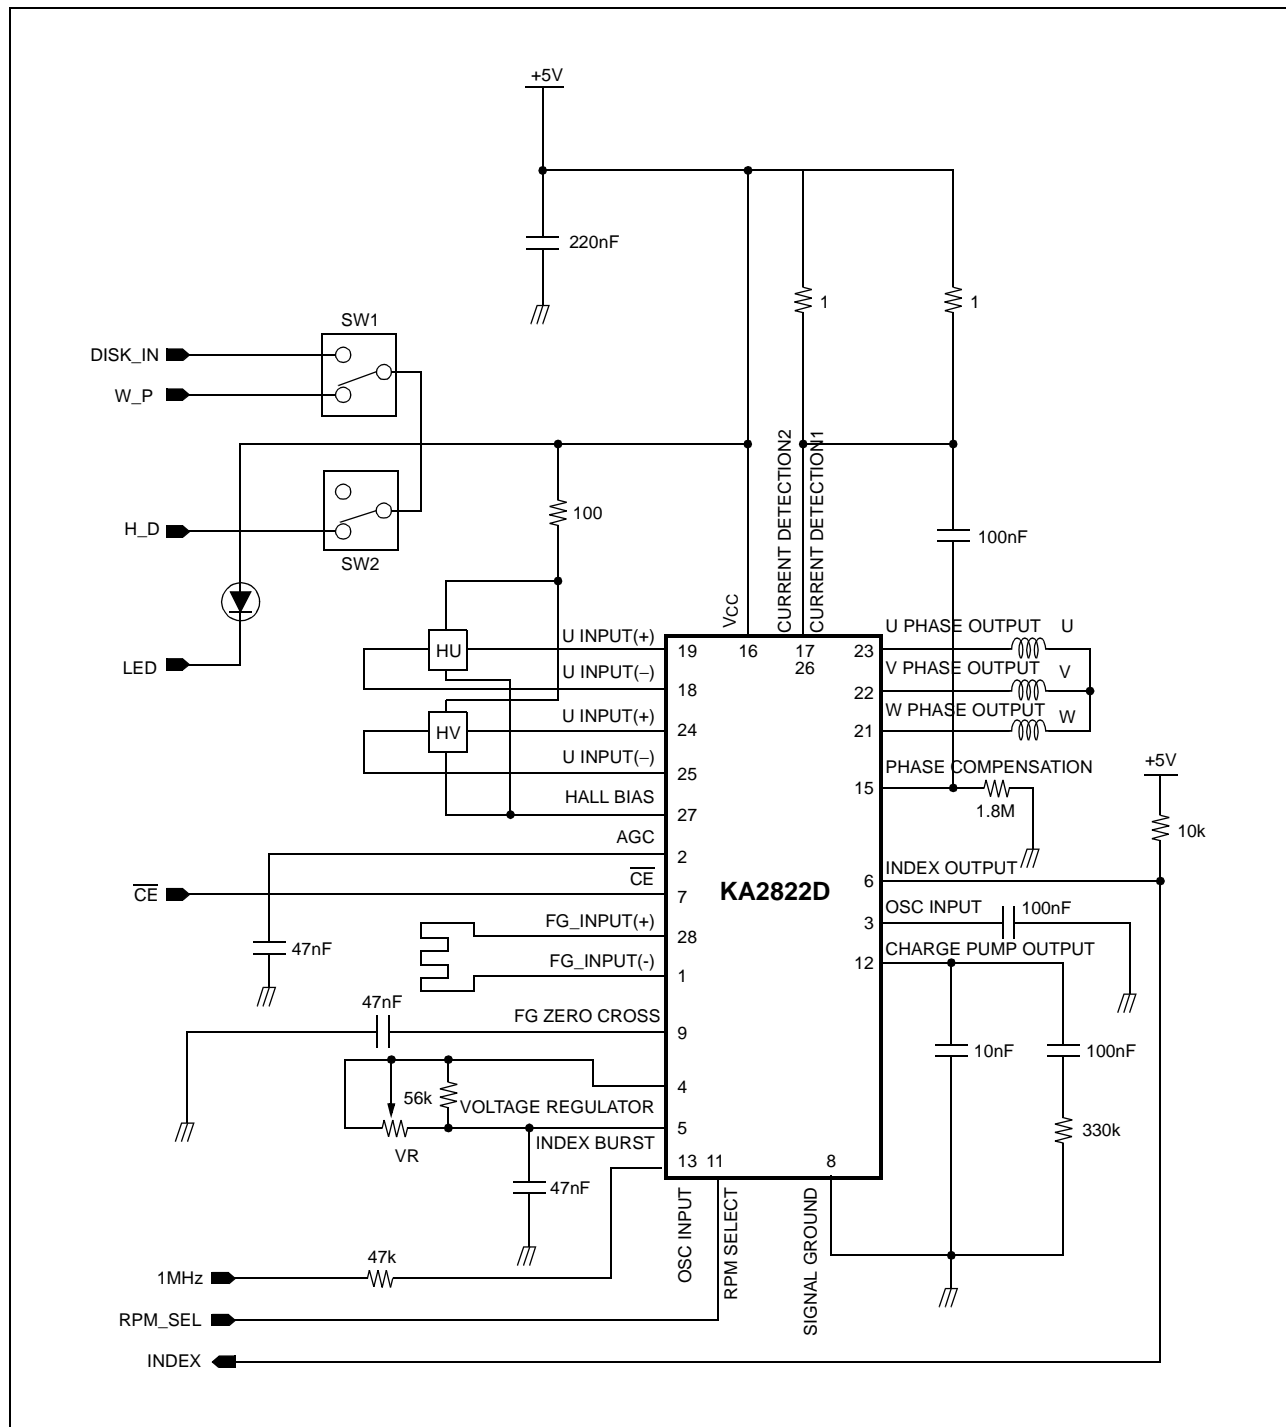 +5V
220nF
1
1
SW1
DISK_IN
W_P
H_D
SW2
100
LED
CURRENT DETECTION2
CURRENT DETECTION1
100nF
VCC
HU
U INPUT(+)
19
16
17
26
23
U PHASE OUTPUT
U
U INPUT(−)
18
22
V PHASE OUTPUT
V
HV
U INPUT(+)
24
21
W PHASE OUTPUT
W
U INPUT(−)
25
HALL BIAS
27
15
PHASE COMPENSATION
1.8M
+5V
10k
AGC
2
47nF
CE
CE
7
KA2822D
6
INDEX OUTPUT
FG_INPUT(+)
28
3
OSC INPUT
100nF
FG_INPUT(-)
1
12
CHARGE PUMP OUTPUT
47nF
FG ZERO CROSS
9
10nF
100nF
4
56k
VOLTAGE REGULATOR
330k
VR
INDEX BURST
5
47nF
13
11
8
OSC INPUT
RPM SELECT
SIGNAL GROUND
1MHz
47k
RPM_SEL
INDEX